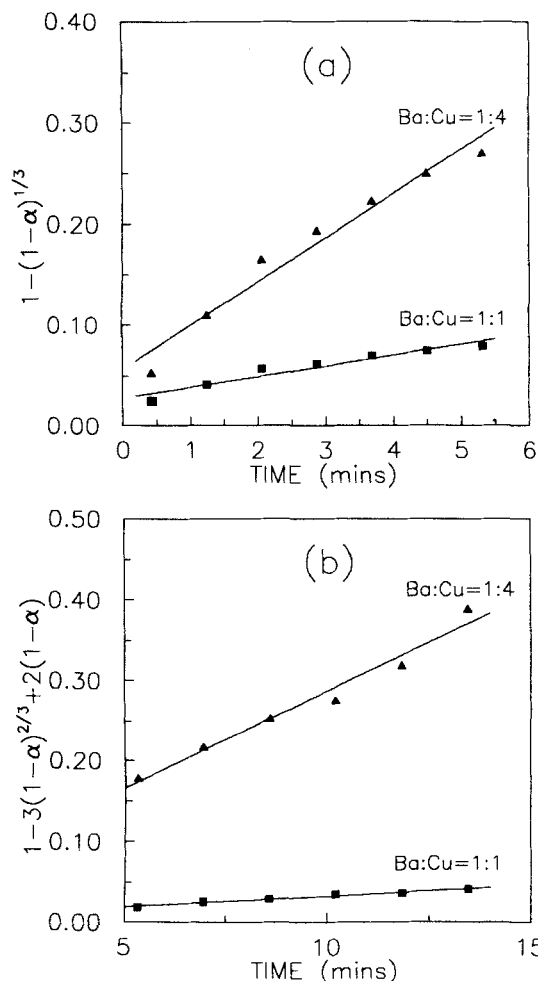 0.40
(a)
Ba:Cu=1:4
0.30
1−(1−α)^1/3
0.20
Ba:Cu=1:1
0.10
0.00
0 1 2 3 4 5 6
TIME (mins)
0.50
(b)
Ba:Cu=1:4
0.40
1−3(1−α)^2/3+2(1−α)
0.30
0.20
0.10
Ba:Cu=1:1
0.00
5 10 15
TIME (mins)